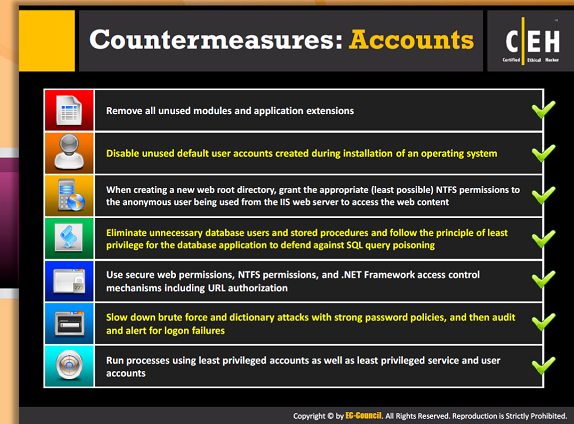 Countermeasures: Accounts
CEH
Certified Ethical Hacker
Remove all unused modules and application extensions
Disable unused default user accounts created during installation of an operating system
When creating a new web root directory, grant the appropriate (least possible) NTFS permissions to
the anonymous user being used from the IIS web server to access the web content
Eliminate unnecessary database users and stored procedures and follow the principle of least
privilege for the database application to defend against SQL query poisoning
Use secure web permissions, NTFS permissions, and .NET Framework access control
mechanisms including URL authorization
Slow down brute force and dictionary attacks with strong password policies, and then audit
and alert for logon failures
Run processes using least privileged accounts as well as least privileged service and user
accounts
Copyright © by EC-Council. All Rights Reserved. Reproduction is Strictly Prohibited.